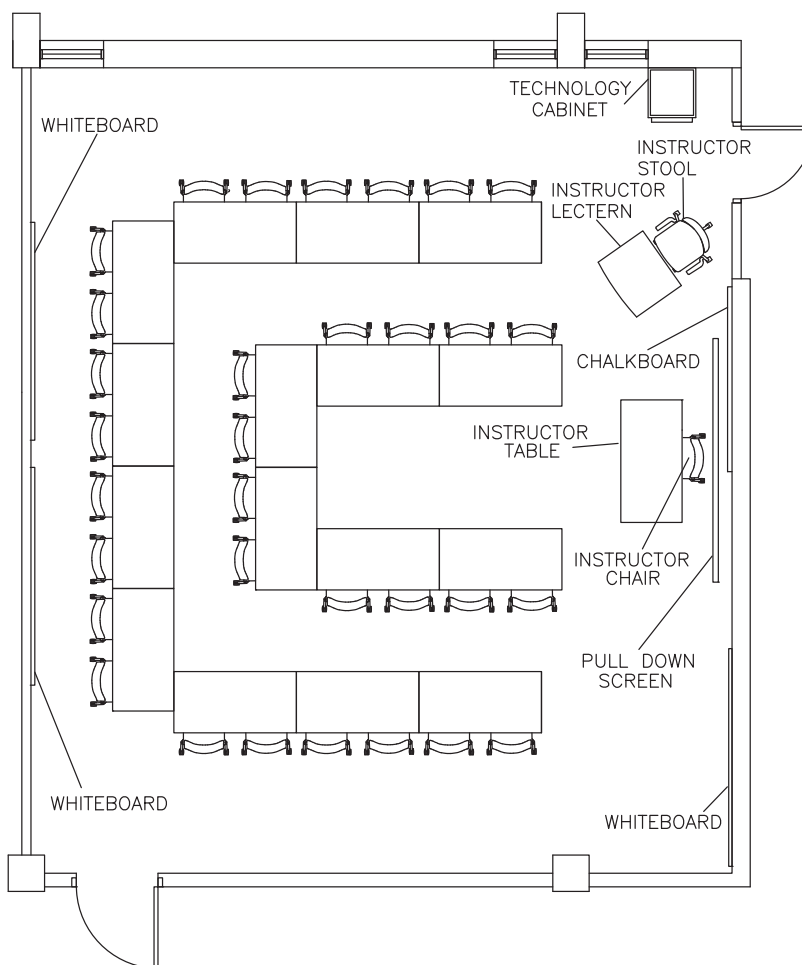 TECHNOLOGY
CABINET
WHITEBOARD
INSTRUCTOR
STOOL
INSTRUCTOR
LECTERN
CHALKBOARD
INSTRUCTOR
TABLE
INSTRUCTOR
CHAIR
PULL DOWN
SCREEN
WHITEBOARD
WHITEBOARD